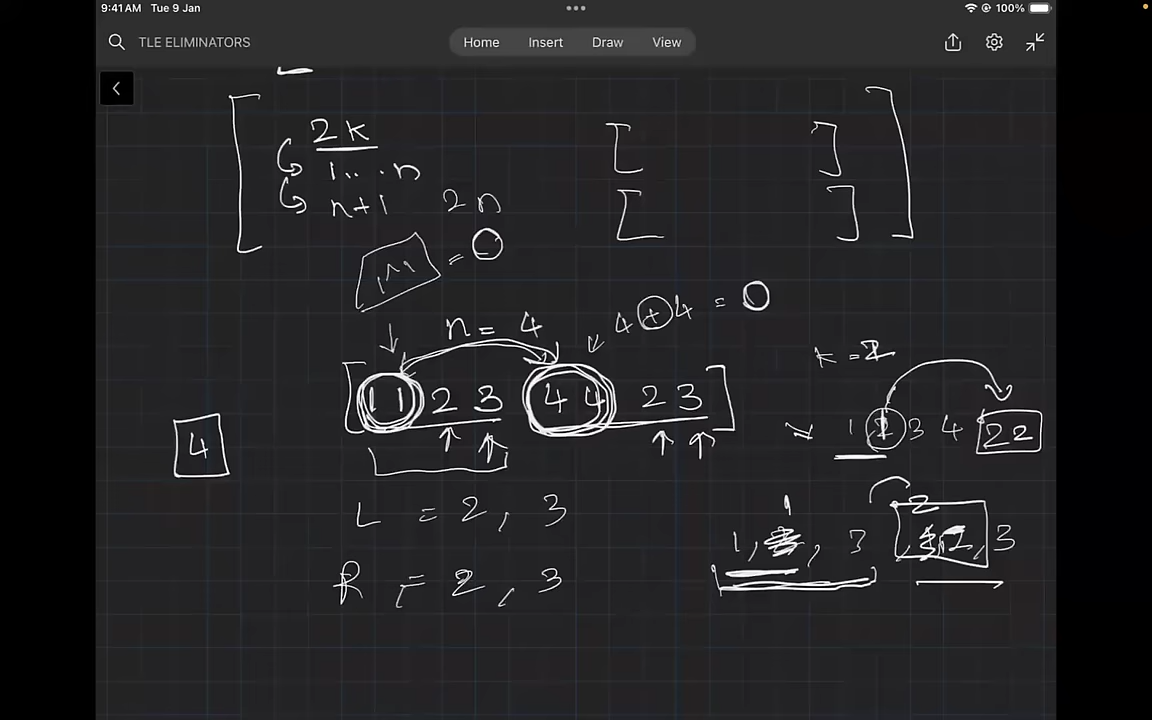 9:41 AM Tue 9 Jan
100%
TLE ELIMINATORS
Home Insert Draw View
2k
1...n
n+1 2n
= 0
n = 4
4 + 4 = 0
[ 1 1 2 3 4 4 2 3 ]
k = 2
4
1 2 3 4 2 2
L = 2, 3
R = 2, 3
1, 1, 3 2 3